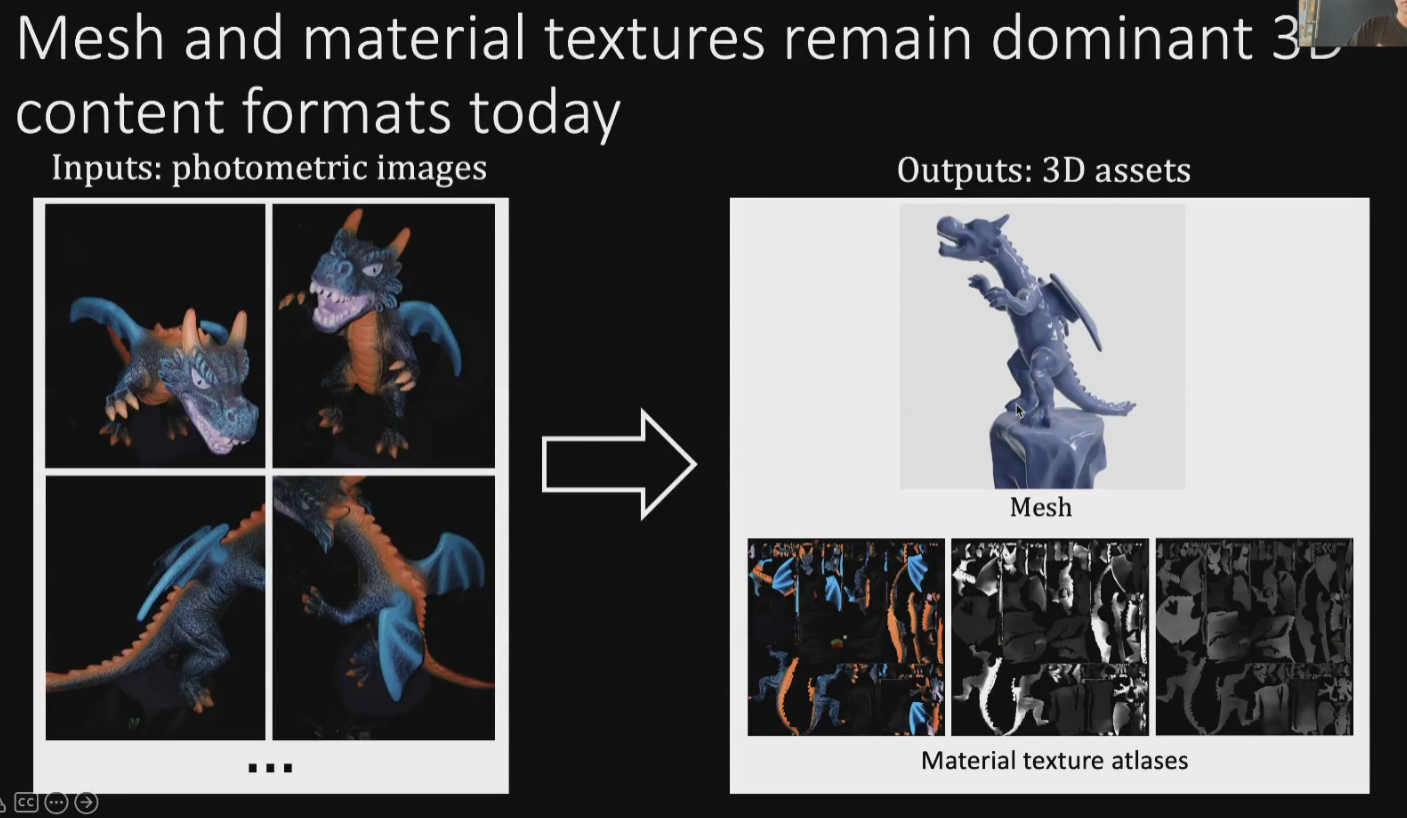 Mesh and material textures remain dominant 3D
content formats today
Inputs: photometric images
Outputs: 3D assets
Mesh
...
Material texture atlases
CC